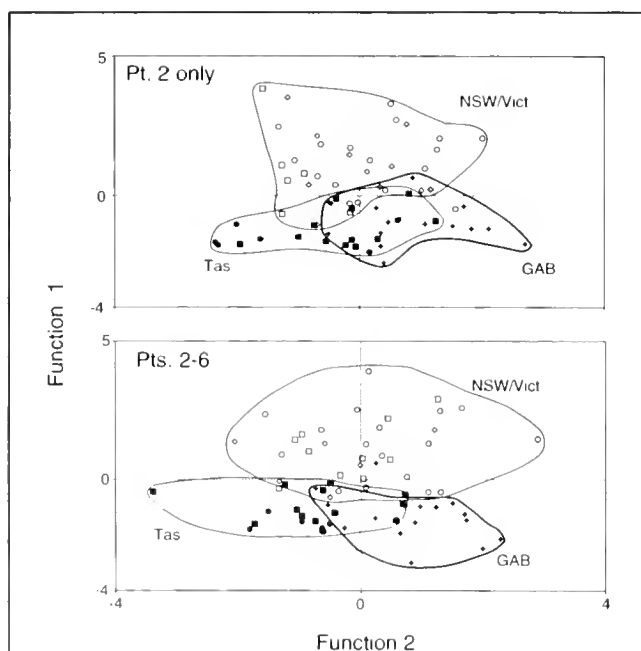 5
Pt. 2 only
NSW/Vict
0
Tas
GAB
-4
Function 1
5
Pts. 2-6
NSW/Vict
0
Tas
GAB
-4
-4 0 4
Function 2